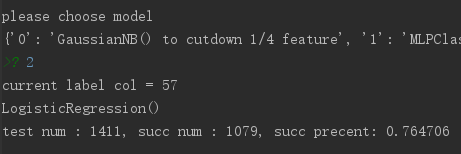 please choose model
{'0': 'GaussianNB() to cutdown 1/4 feature', '1': 'MLPClas
>? 2
current label col = 57
LogisticRegression()
test num : 1411, succ num : 1079, succ precent: 0.764706